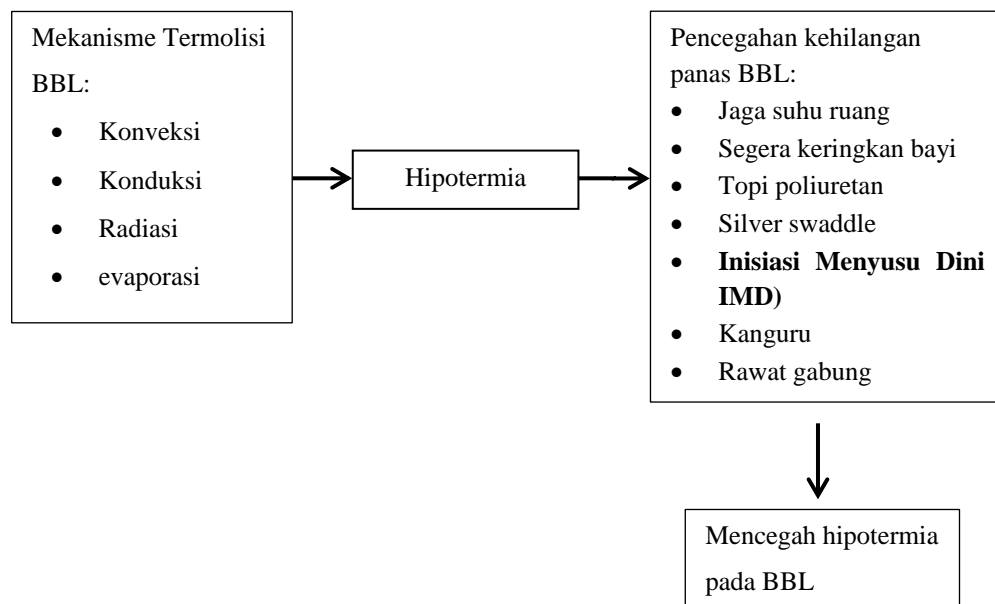 Mekanisme Termolisi
BBL:
• Konveksi
• Konduksi
• Radiasi
• evaporasi
Hipotermia
Pencegahan kehilangan
panas BBL:
• Jaga suhu ruang
• Segera keringkan bayi
• Topi poliuretan
• Silver swaddle
• Inisiasi Menyusu Dini
IMD)
• Kanguru
• Rawat gabung
Mencegah hipotermia
pada BBL